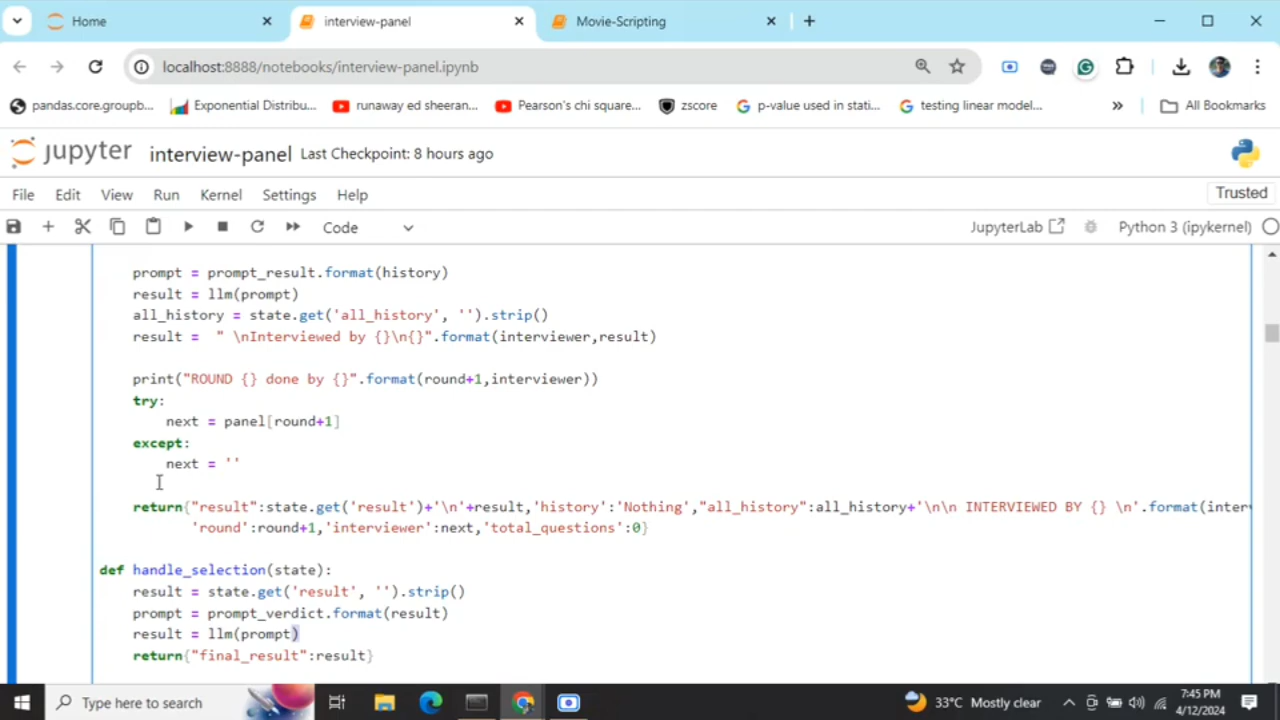 Home
interview-panel
Movie-Scripting
localhost:8888/notebooks/interview-panel.ipynb
pandas.core.groupb... Exponential Distribu... runaway ed sheeran... Pearson's chi square... zscore p-value used in stati... testing linear model... » All Bookmarks
jupyter interview-panel Last Checkpoint: 8 hours ago
File Edit View Run Kernel Settings Help Trusted
Code JupyterLab Python 3 (ipykernel)
prompt = prompt_result.format(history)
result = llm(prompt)
all_history = state.get('all_history', '').strip()
result =  " \nInterviewed by {}\n{}".format(interviewer,result)
print("ROUND {} done by {}".format(round+1,interviewer))
try:
next = panel[round+1]
except:
next = ''
return{"result":state.get('result')+'\n'+result,'history':'Nothing',"all_history":all_history+'\n\n INTERVIEWED BY {} \n'.format(interv
'round':round+1,'interviewer':next,'total_questions':0}
def handle_selection(state):
result = state.get('result', '').strip()
prompt = prompt_verdict.format(result)
result = llm(prompt)
return{"final_result":result}
Type here to search
33°C Mostly clear
7:45 PM
4/12/2024